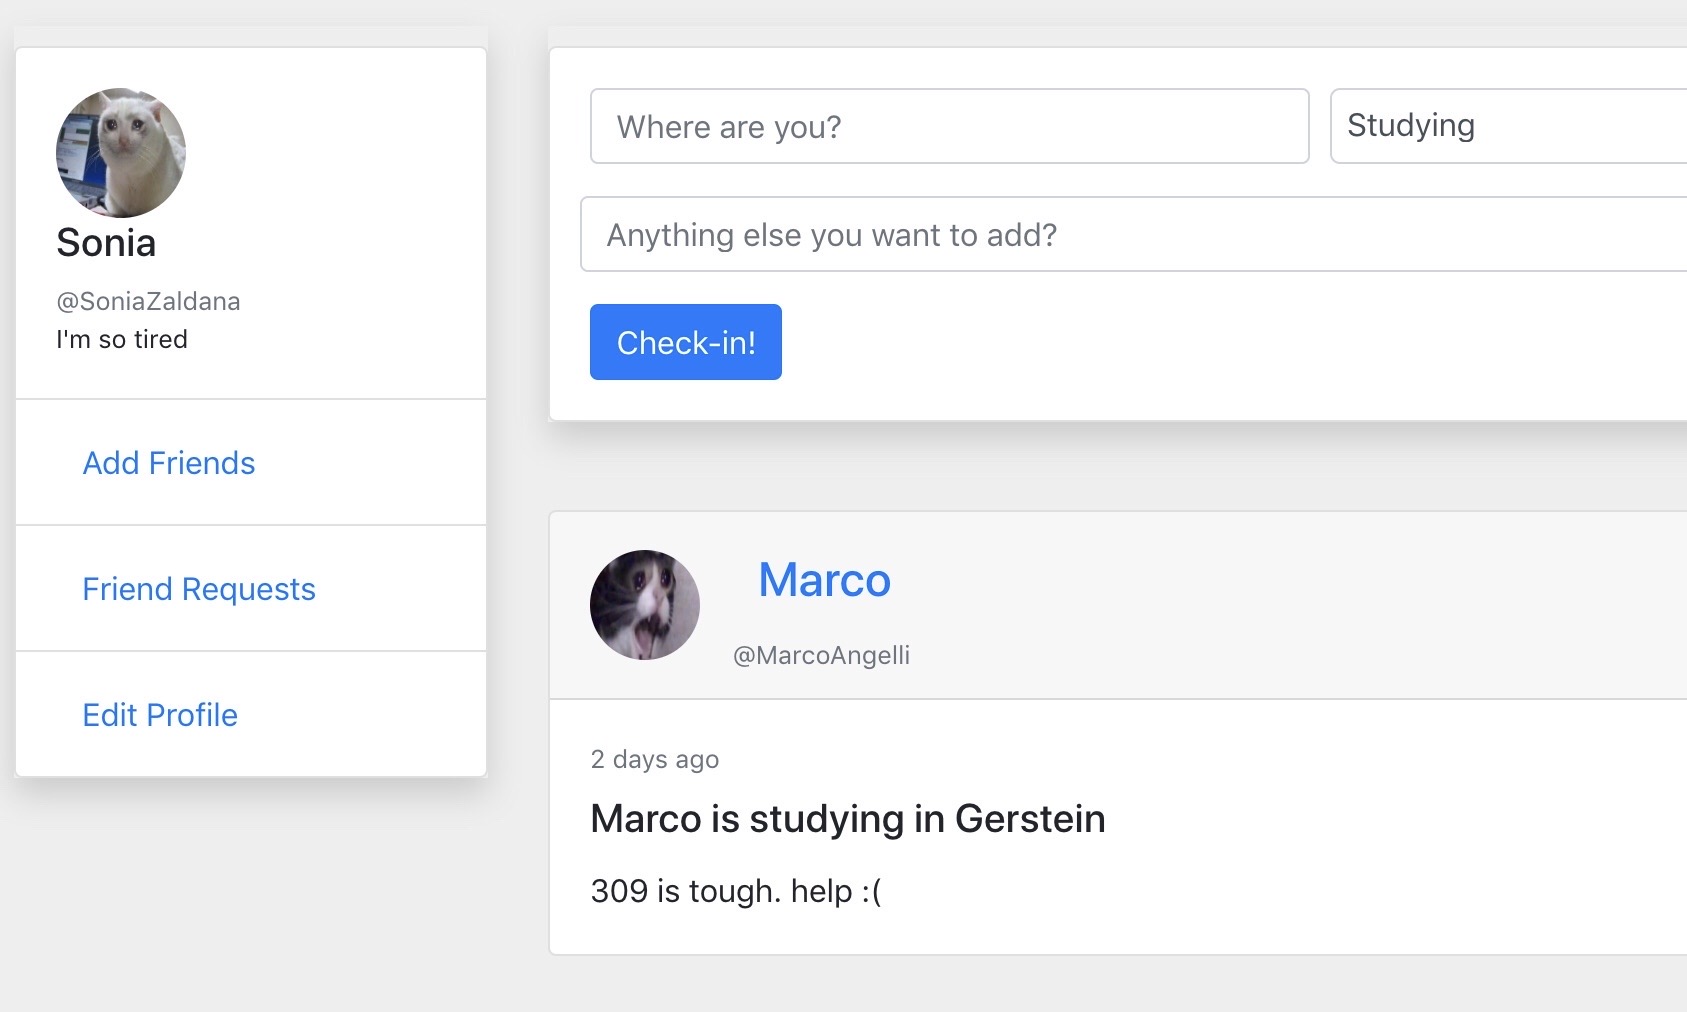 Sonia
@SoniaZaldana
I'm so tired
Add Friends
Friend Requests
Edit Profile
Where are you?
Studying
Anything else you want to add?
Check-in!
Marco
@MarcoAngelli
2 days ago
Marco is studying in Gerstein
309 is tough. help :(